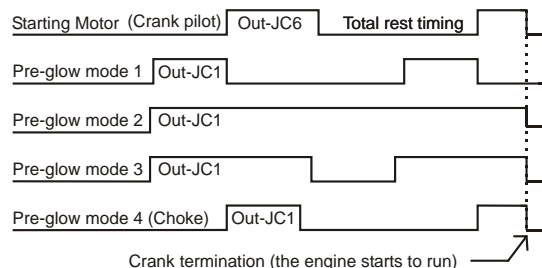 Starting Motor (Crank pilot) Out-JC6 Total rest timing
Pre-glow mode 1 Out-JC1
Pre-glow mode 2 Out-JC1
Pre-glow mode 3 Out-JC1
Pre-glow mode 4 (Choke) Out-JC1
Crank termination (the engine starts to run)